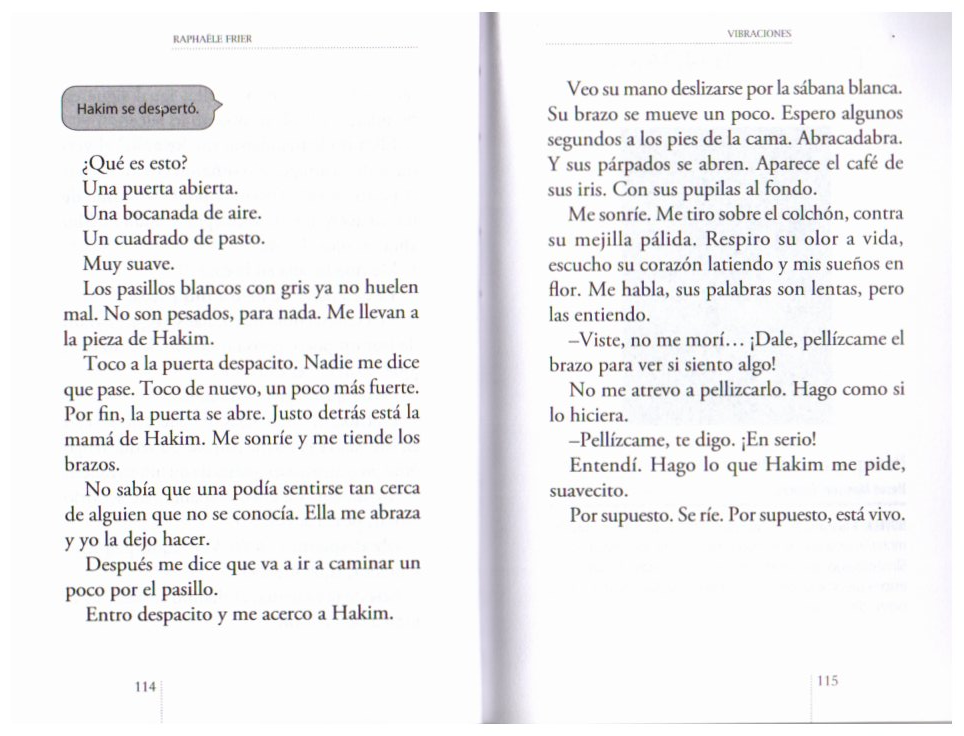 RAPHAËLE FRIER
Hakim se despertó.
¿Qué es esto?
Una puerta abierta.
Una bocanada de aire.
Un cuadrado de pasto.
Muy suave.
Los pasillos blancos con gris ya no huelen
mal. No son pesados, para nada. Me llevan a
la pieza de Hakim.
Toco a la puerta despacito. Nadie me dice
que pase. Toco de nuevo, un poco más fuerte.
Por fin, la puerta se abre. Justo detrás está la
mamá de Hakim. Me sonríe y me tiende los
brazos.
No sabía que una podía sentirse tan cerca
de alguien que no se conocía. Ella me abraza
y yo la dejo hacer.
Después me dice que va a ir a caminar un
poco por el pasillo.
Entro despacito y me acerco a Hakim.
114
VIBRACIONES
Veo su mano deslizarse por la sábana blanca.
Su brazo se mueve un poco. Espero algunos
segundos a los pies de la cama. Abracadabra.
Y sus párpados se abren. Aparece el café de
sus iris. Con sus pupilas al fondo.
Me sonríe. Me tiro sobre el colchón, contra
su mejilla pálida. Respiro su olor a vida,
escucho su corazón latiendo y mis sueños en
flor. Me habla, sus palabras son lentas, pero
las entiendo.
–Viste, no me morí... ¡Dale, pellízcame el
brazo para ver si siento algo!
No me atrevo a pellizcarlo. Hago como si
lo hiciera.
–Pellízcame, te digo. ¡En serio!
Entendí. Hago lo que Hakim me pide,
suavecito.
Por supuesto. Se ríe. Por supuesto, está vivo.
115